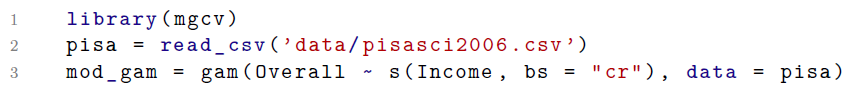 1 library(mgcv)
2 pisa = read_csv('data/pisasci2006.csv')
3 mod_gam = gam(Overall ~ s(Income, bs = "cr"), data = pisa)